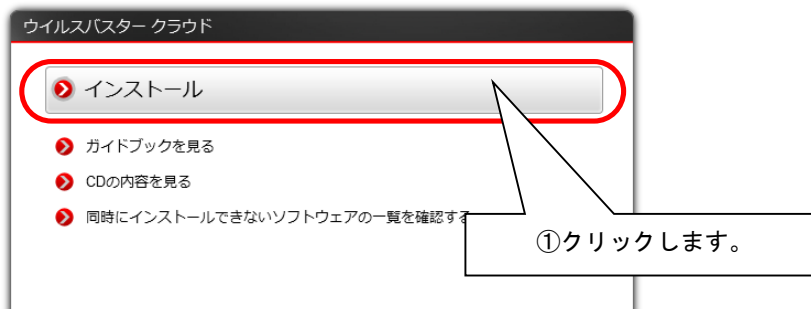 ウイルスバスター クラウド
インストール
ガイドブックを見る
CDの内容を見る
同時にインストールできないソフトウェアの一覧を確認する
①クリックします。